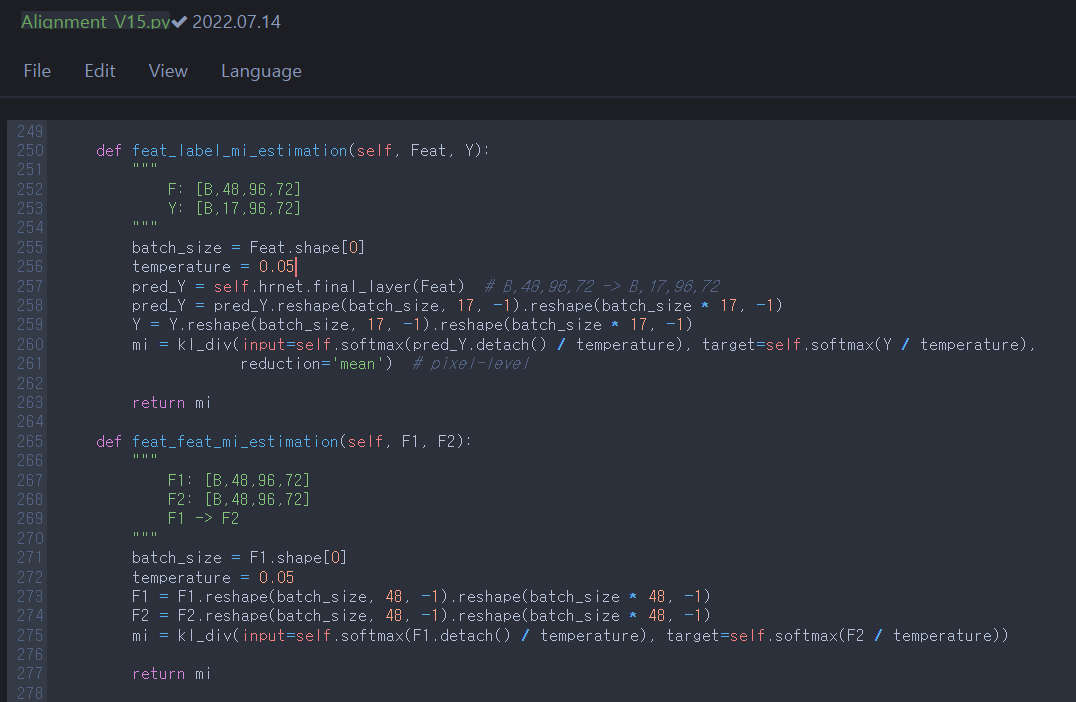 Alignment_V15.py✔ 2022.07.14
File Edit View Language
249
250 def feat_label_mi_estimation(self, Feat, Y):
251 """
252 F: [B,48,96,72]
253 Y: [B,17,96,72]
254 """
255 batch_size = Feat.shape[0]
256 temperature = 0.05
257 pred_Y = self.hrnet.final_layer(Feat) # B,48,96,72 -> B,17,96,72
258 pred_Y = pred_Y.reshape(batch_size, 17, -1).reshape(batch_size * 17, -1)
259 Y = Y.reshape(batch_size, 17, -1).reshape(batch_size * 17, -1)
260 mi = kl_div(input=self.softmax(pred_Y.detach() / temperature), target=self.softmax(Y / temperature),
261 reduction='mean') # pixel-level
262
263 return mi
264
265 def feat_feat_mi_estimation(self, F1, F2):
266 """
267 F1: [B,48,96,72]
268 F2: [B,48,96,72]
269 F1 -> F2
270 """
271 batch_size = F1.shape[0]
272 temperature = 0.05
273 F1 = F1.reshape(batch_size, 48, -1).reshape(batch_size * 48, -1)
274 F2 = F2.reshape(batch_size, 48, -1).reshape(batch_size * 48, -1)
275 mi = kl_div(input=self.softmax(F1.detach() / temperature), target=self.softmax(F2 / temperature))
276
277 return mi
278